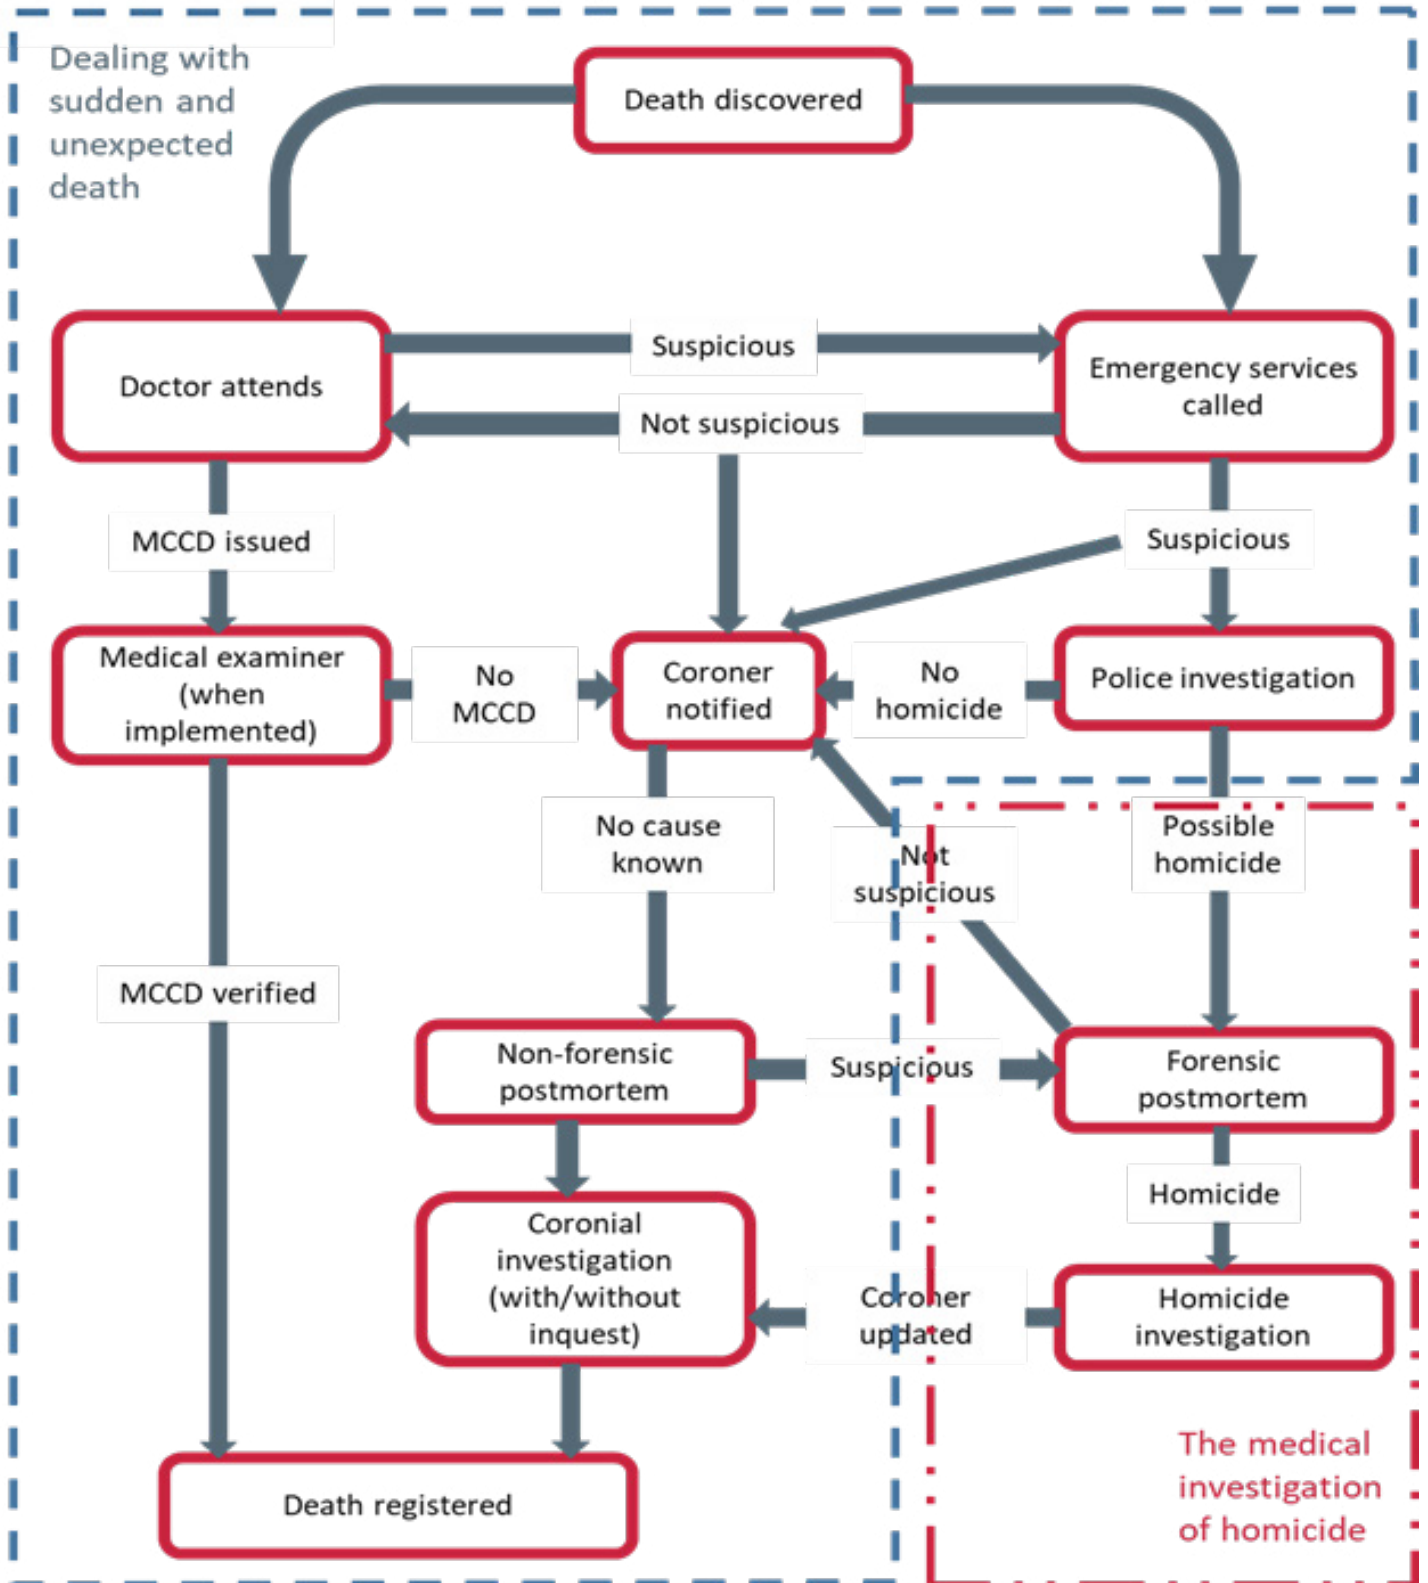 Dealing with
sudden and
unexpected
death
Death discovered
Doctor attends
Suspicious
Emergency services
called
Not suspicious
MCCD issued
Suspicious
Medical examiner
(when
implemented)
No
MCCD
Coroner
notified
No
homicide
Police investigation
No cause
known
Not
suspicious
Possible
homicide
MCCD verified
Non-forensic
postmortem
Suspicious
Forensic
postmortem
Homicide
Coronial
investigation
(with/without
inquest)
Coroner
updated
Homicide
investigation
Death registered
The medical
investigation
of homicide